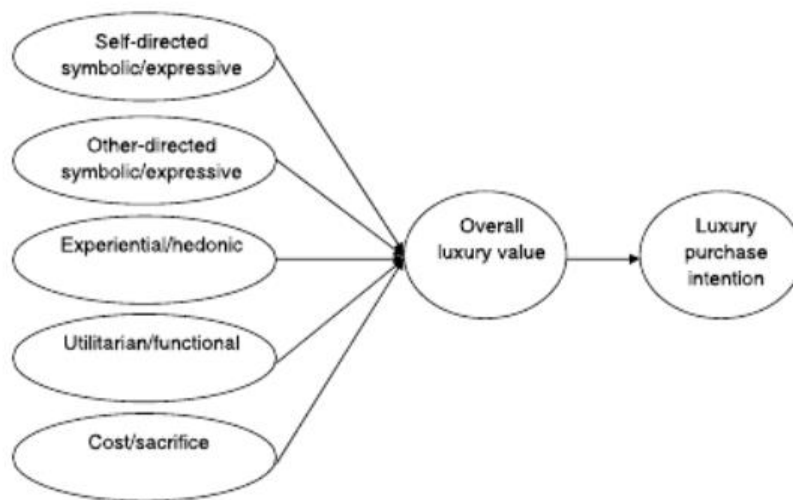 Self-directed
symbolic/expressive
Other-directed
symbolic/expressive
Experiential/hedonic
Utilitarian/functional
Cost/sacrifice
Overall
luxury value
Luxury
purchase
intention